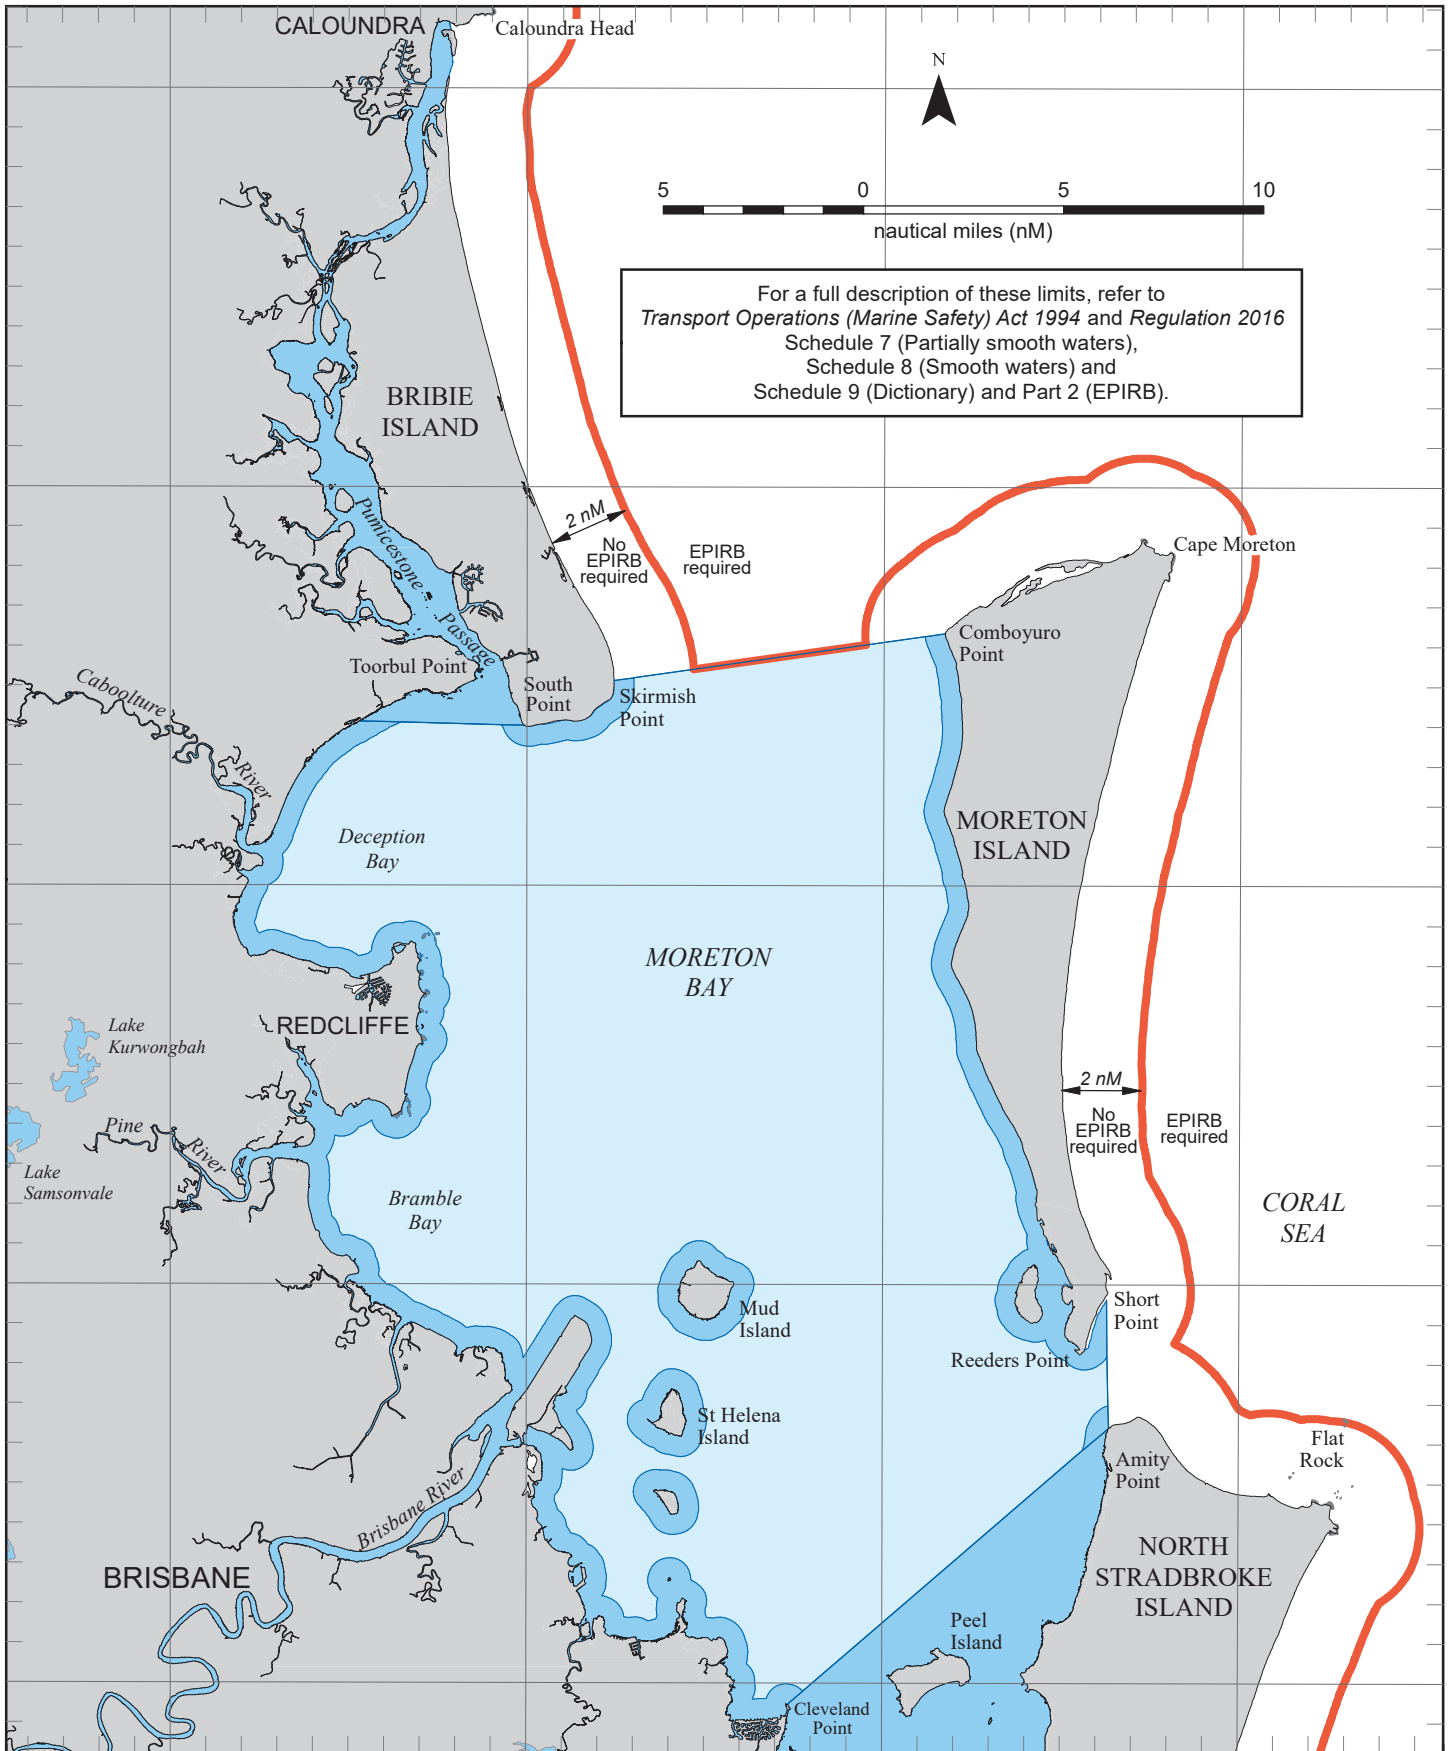 CALOUNDRA
Caloundra Head
N
5 0 5 10
nautical miles (nM)
For a full description of these limits, refer to
Transport Operations (Marine Safety) Act 1994 and Regulation 2016
Schedule 7 (Partially smooth waters),
Schedule 8 (Smooth waters) and
Schedule 9 (Dictionary) and Part 2 (EPIRB).
BRIBIE
ISLAND
2 nM
No
EPIRB
required
EPIRB
required
Cape Moreton
Pumicestone
Passage
Comboyuro
Point
Toorbul Point
South
Point
Skirmish
Point
Caboolture
River
Deception
Bay
MORETON
ISLAND
MORETON
BAY
REDCLIFFE
Lake
Kurwongbah
2 nM
No
EPIRB
required
EPIRB
required
Pine
River
Lake
Samsonvale
Bramble
Bay
CORAL
SEA
Mud
Island
Short
Point
Reeders Point
St Helena
Island
Flat
Rock
Amity
Point
Brisbane River
BRISBANE
NORTH
STRADBROKE
ISLAND
Peel
Island
Cleveland
Point